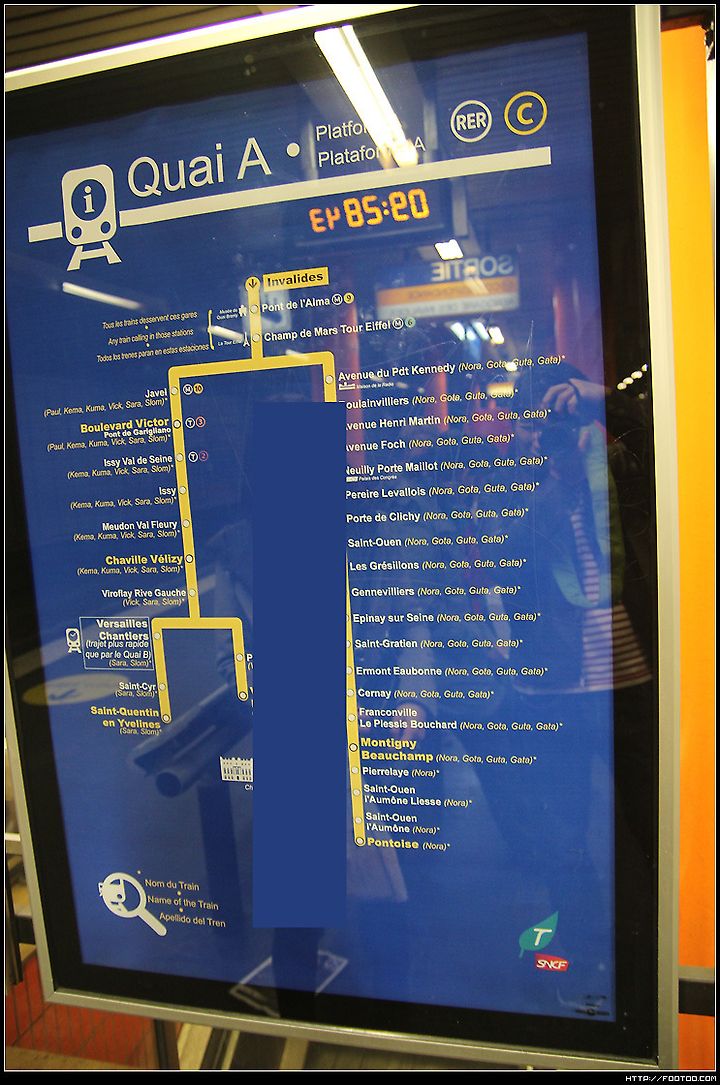 Quai A
RER C
Invalides
Pont de l'Alma M 9
Champ de Mars Tour Eiffel M 6
Tous les trains desservent ces gares
Any train calling in those stations
Todos los trenes paran en estas estaciones
Javel M 10
(Paul, Kema, Kuma, Vick, Sara, Slom)*
Boulevard Victor T 3
Pont de Garigliano
(Paul, Kema, Kuma, Vick, Sara, Slom)*
Issy Val de Seine T 2
(Kema, Kuma, Vick, Sara, Slom)*
Issy
(Kema, Kuma, Vick, Sara, Slom)*
Meudon Val Fleury
(Kema, Kuma, Vick, Sara, Slom)*
Chaville Vélizy
(Kema, Kuma, Vick, Sara, Slom)*
Viroflay Rive Gauche
(Vick, Sara, Slom)*
Versailles
Chantiers
(trajet plus rapide
que par le Quai B)
(Sara, Slom)*
Saint-Cyr
(Sara, Slom)*
Saint-Quentin
en Yvelines
(Sara, Slom)*
Avenue du Pdt Kennedy (Nora, Gota, Guta, Gata)*
Maison de la Radio
oulainvilliers (Nora, Gota, Guta, Gata)*
venue Henri Martin (Nora, Gota, Guta, Gata)*
venue Foch (Nora, Gota, Guta, Gata)*
Neuilly Porte Maillot (Nora, Gota, Guta, Gata)*
Palais des Congrès
Pereire Levallois (Nora, Gota, Guta, Gata)*
Porte de Clichy (Nora, Gota, Guta, Gata)*
Saint-Ouen (Nora, Gota, Guta, Gata)*
Les Grésillons (Nora, Gota, Guta, Gata)*
Gennevilliers (Nora, Gota, Guta, Gata)*
Epinay sur Seine (Nora, Gota, Guta, Gata)*
Saint-Gratien (Nora, Gota, Guta, Gata)*
Ermont Eaubonne (Nora, Gota, Guta, Gata)*
Cernay (Nora, Gota, Guta, Gata)*
Franconville
Le Plessis Bouchard (Nora, Gota, Guta, Gata)*
Montigny
Beauchamp (Nora, Gota, Guta, Gata)*
Pierrelaye (Nora)*
Saint-Ouen
l'Aumône Liesse (Nora)*
Saint-Ouen
l'Aumône (Nora)*
Pontoise (Nora)*
Nom du Train
Name of the Train
Apellido del Tren
T
SNCF
HTTP://FOOTOO.COM